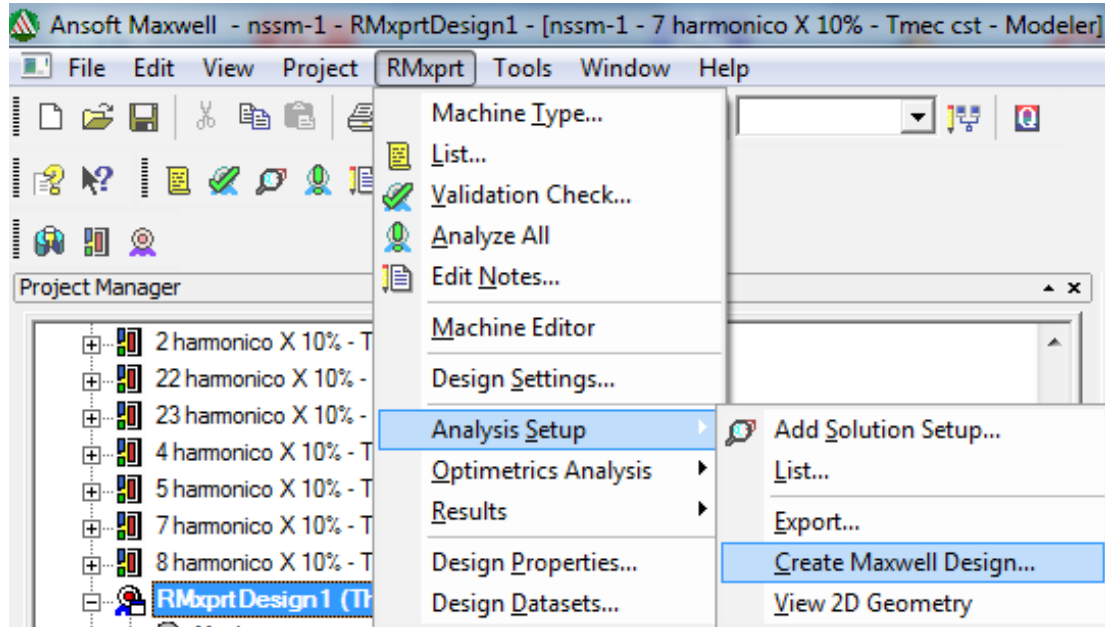 Ansoft Maxwell - nssm-1 - RMxprtDesign1 - [nssm-1 - 7 harmonico X 10% - Tmec cst - Modeler]
File Edit View Project RMxprt Tools Window Help
Machine Type...
List...
Validation Check...
Analyze All
Edit Notes...
Machine Editor
Design Settings...
Analysis Setup
Optimetrics Analysis
Results
Design Properties...
Design Datasets...
Add Solution Setup...
List...
Export...
Create Maxwell Design...
View 2D Geometry
Project Manager
2 harmonico X 10% - T
22 harmonico X 10% -
23 harmonico X 10% -
4 harmonico X 10% - T
5 harmonico X 10% - T
7 harmonico X 10% - T
8 harmonico X 10% - T
RMxprtDesign1 (Th